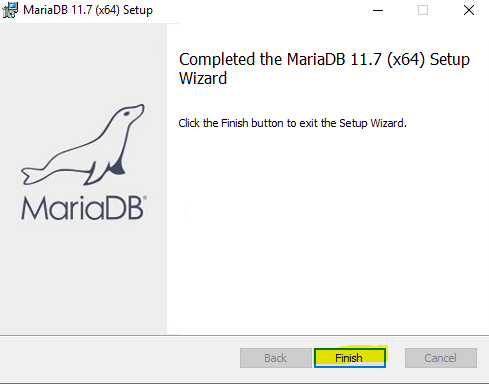 MariaDB 11.7 (x64) Setup
Completed the MariaDB 11.7 (x64) Setup
Wizard
Click the Finish button to exit the Setup Wizard.
MariaDB®
Back
Finish
Cancel